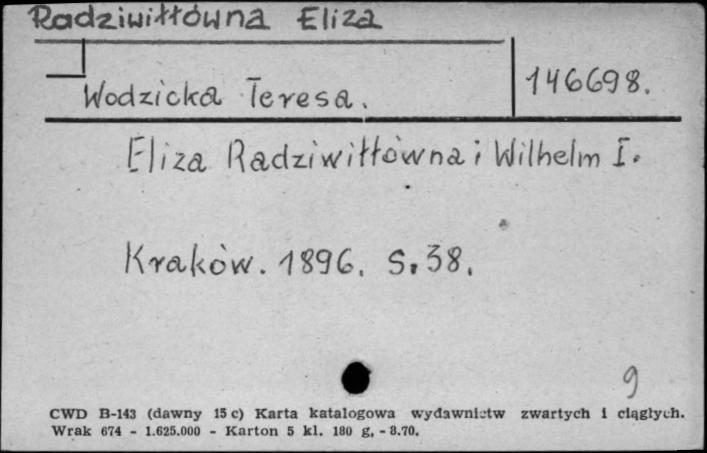 Radziwiłłówna Eliza
Wodzicka Teresa.
146698.
Eliza Radziwiłłówna i Wilhelm I.
Kraków. 1896. S. 38.
9
CWD B-143 (dawny 15 c) Karta katalogowa wydawnictw zwartych i ciągłych.
Wrak 674 - 1.625.000 - Karton 5 kl. 180 g. - 8.70.